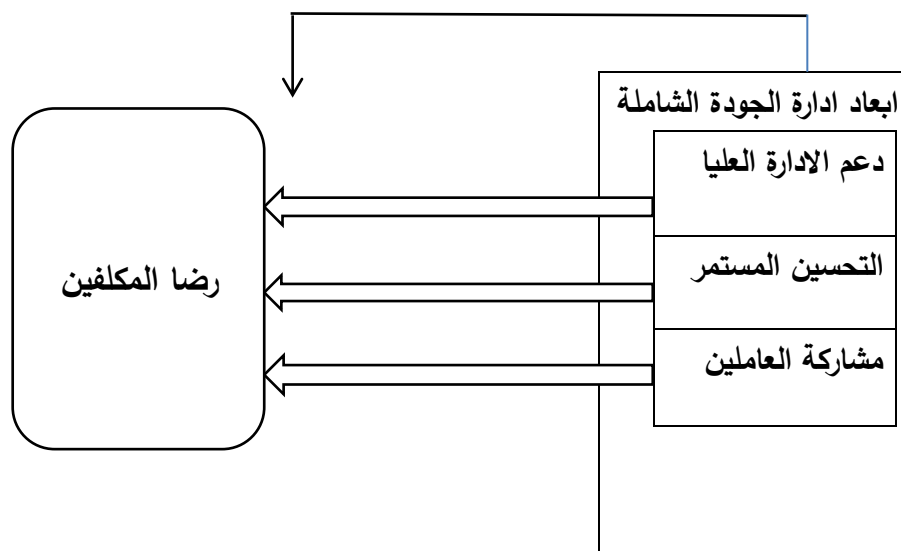 ابعاد ادارة الجودة الشاملة
دعم الادارة العليا
التحسين المستمر
مشاركة العاملين
رضا المكلفين